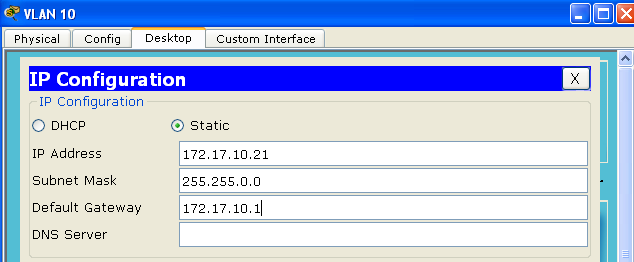 VLAN 10
Physical Config Desktop Custom Interface
IP Configuration X
IP Configuration
DHCP Static
IP Address 172.17.10.21
Subnet Mask 255.255.0.0
Default Gateway 172.17.10.1
DNS Server